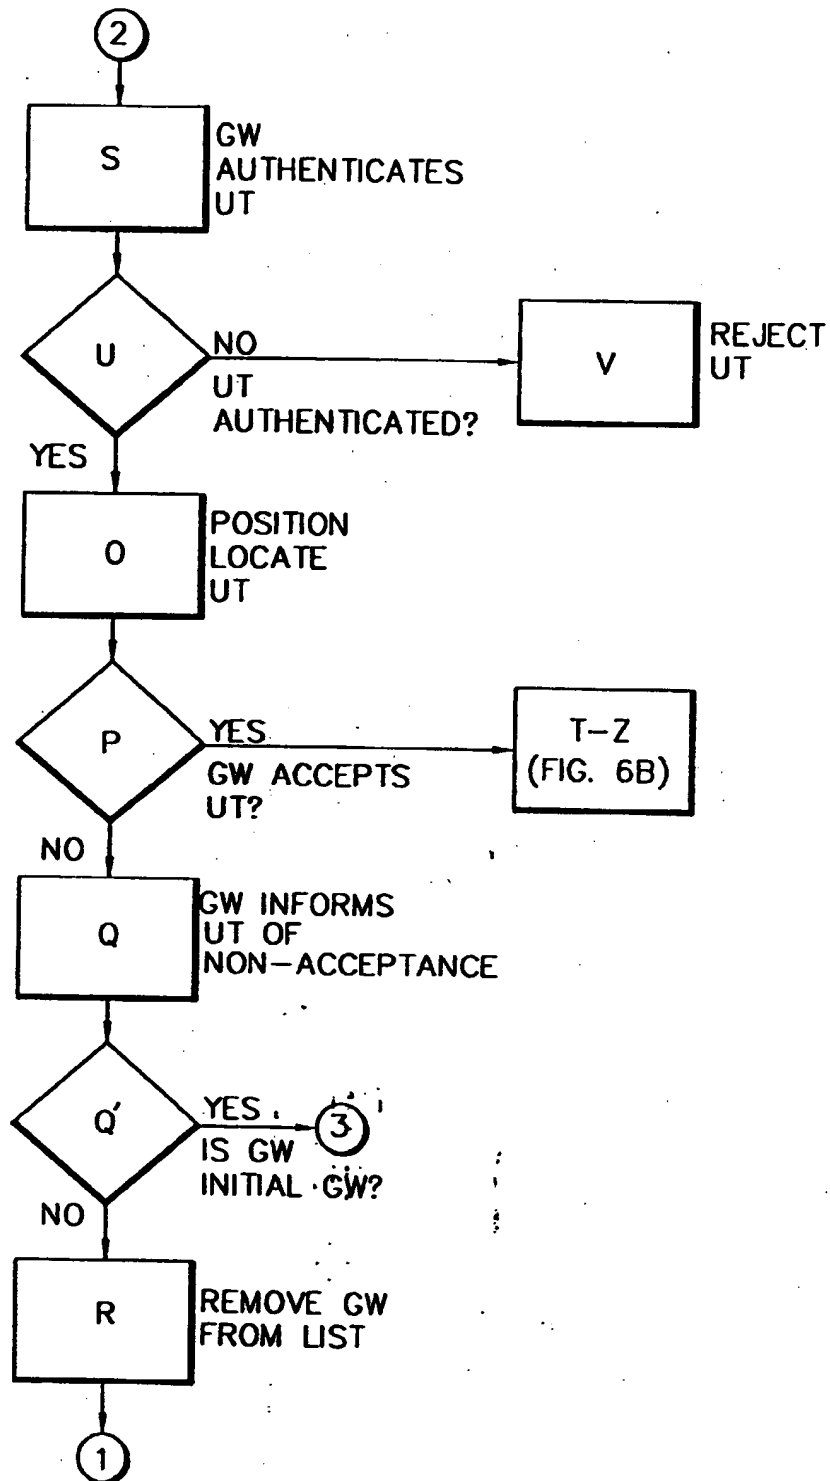 2
S
GW
AUTHENTICATES
UT
U
NO
UT
AUTHENTICATED?
YES
V
REJECT
UT
O
POSITION
LOCATE
UT
P
YES
GW ACCEPTS
UT?
NO
T-Z
(FIG. 6B)
Q
GW INFORMS
UT OF
NON-ACCEPTANCE
Q'
YES
3
IS GW
INITIAL GW?
NO
R
REMOVE GW
FROM LIST
1